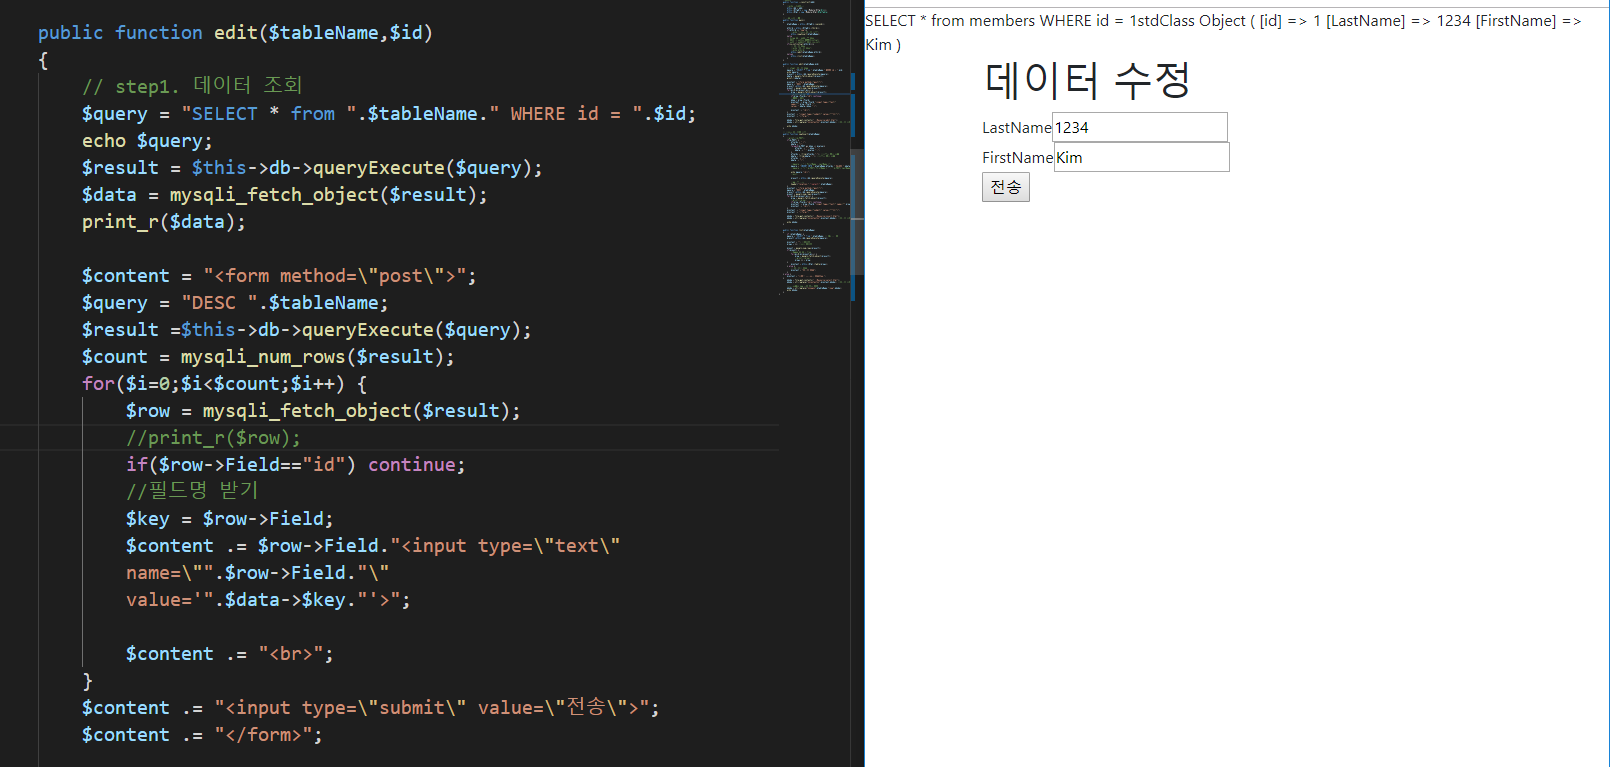 public function edit($tableName,$id)
{
// step1. 데이터 조회
$query = "SELECT * from ".$tableName." WHERE id = ".$id;
echo $query;
$result = $this->db->queryExecute($query);
$data = mysqli_fetch_object($result);
print_r($data);
$content = "<form method=\"post\">";
$query = "DESC ".$tableName;
$result =$this->db->queryExecute($query);
$count = mysqli_num_rows($result);
for($i=0;$i<$count;$i++) {
$row = mysqli_fetch_object($result);
//print_r($row);
if($row->Field=="id") continue;
//필드명 받기
$key = $row->Field;
$content .= $row->Field."<input type=\"text\"
name=\"".$row->Field."\"
value='".$data->$key."'>";
$content .= "<br>";
}
$content .= "<input type=\"submit\" value=\"전송\">";
$content .= "</form>";
SELECT * from members WHERE id = 1stdClass Object ( [id] => 1 [LastName] => 1234 [FirstName] =>
Kim )
데이터 수정
LastName 1234
FirstName Kim
전송